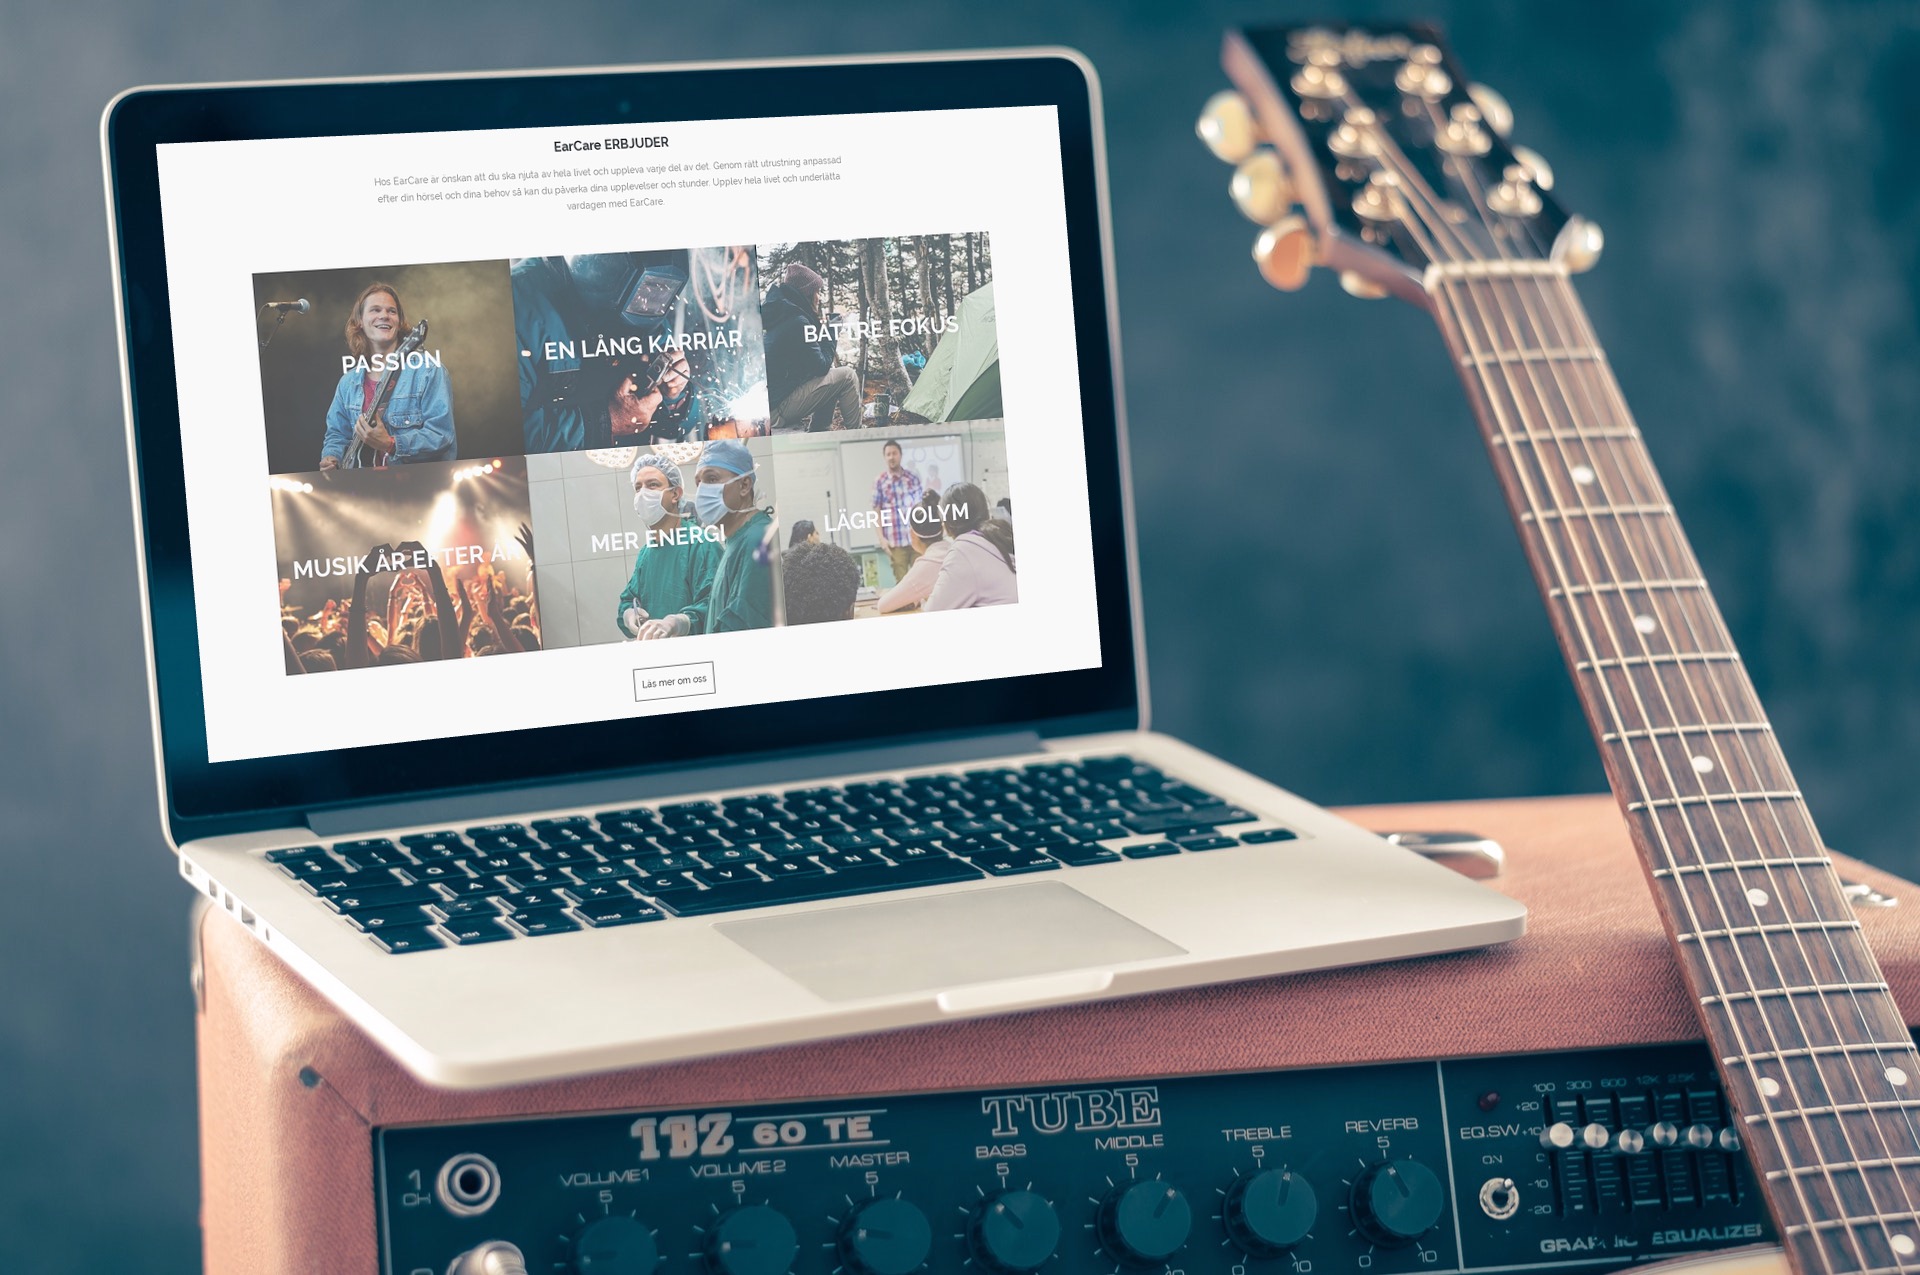 EarCare ERBJUDER
Hos EarCare är önskan att du ska njuta av hela livet och uppleva varje del av det. Genom rätt utrustning anpassad
efter din hörsel och dina behov så kan du påverka dina upplevelser och stunder. Upplev hela livet och underlätta
vardagen med EarCare.
PASSION
EN LÅNG KARRIÄR
BÄTTRE FOKUS
MUSIK ÅR EFTER ÅR
MER ENERGI
LÄGRE VOLYM
Läs mer om oss
cmd
fn
ctrl
cmd
60 TE
TUBE
VOLUME1
VOLUME2
MASTER
BASS
MIDDLE
TREBLE
REVERB
5 5 5 5 5 5 5
1
CH
0 10 0 10
100 300 600 1.2K 2.5K
EQ.SW
ON
+20
+10
0
-10
-20
GRAPHIC EQUALIZER